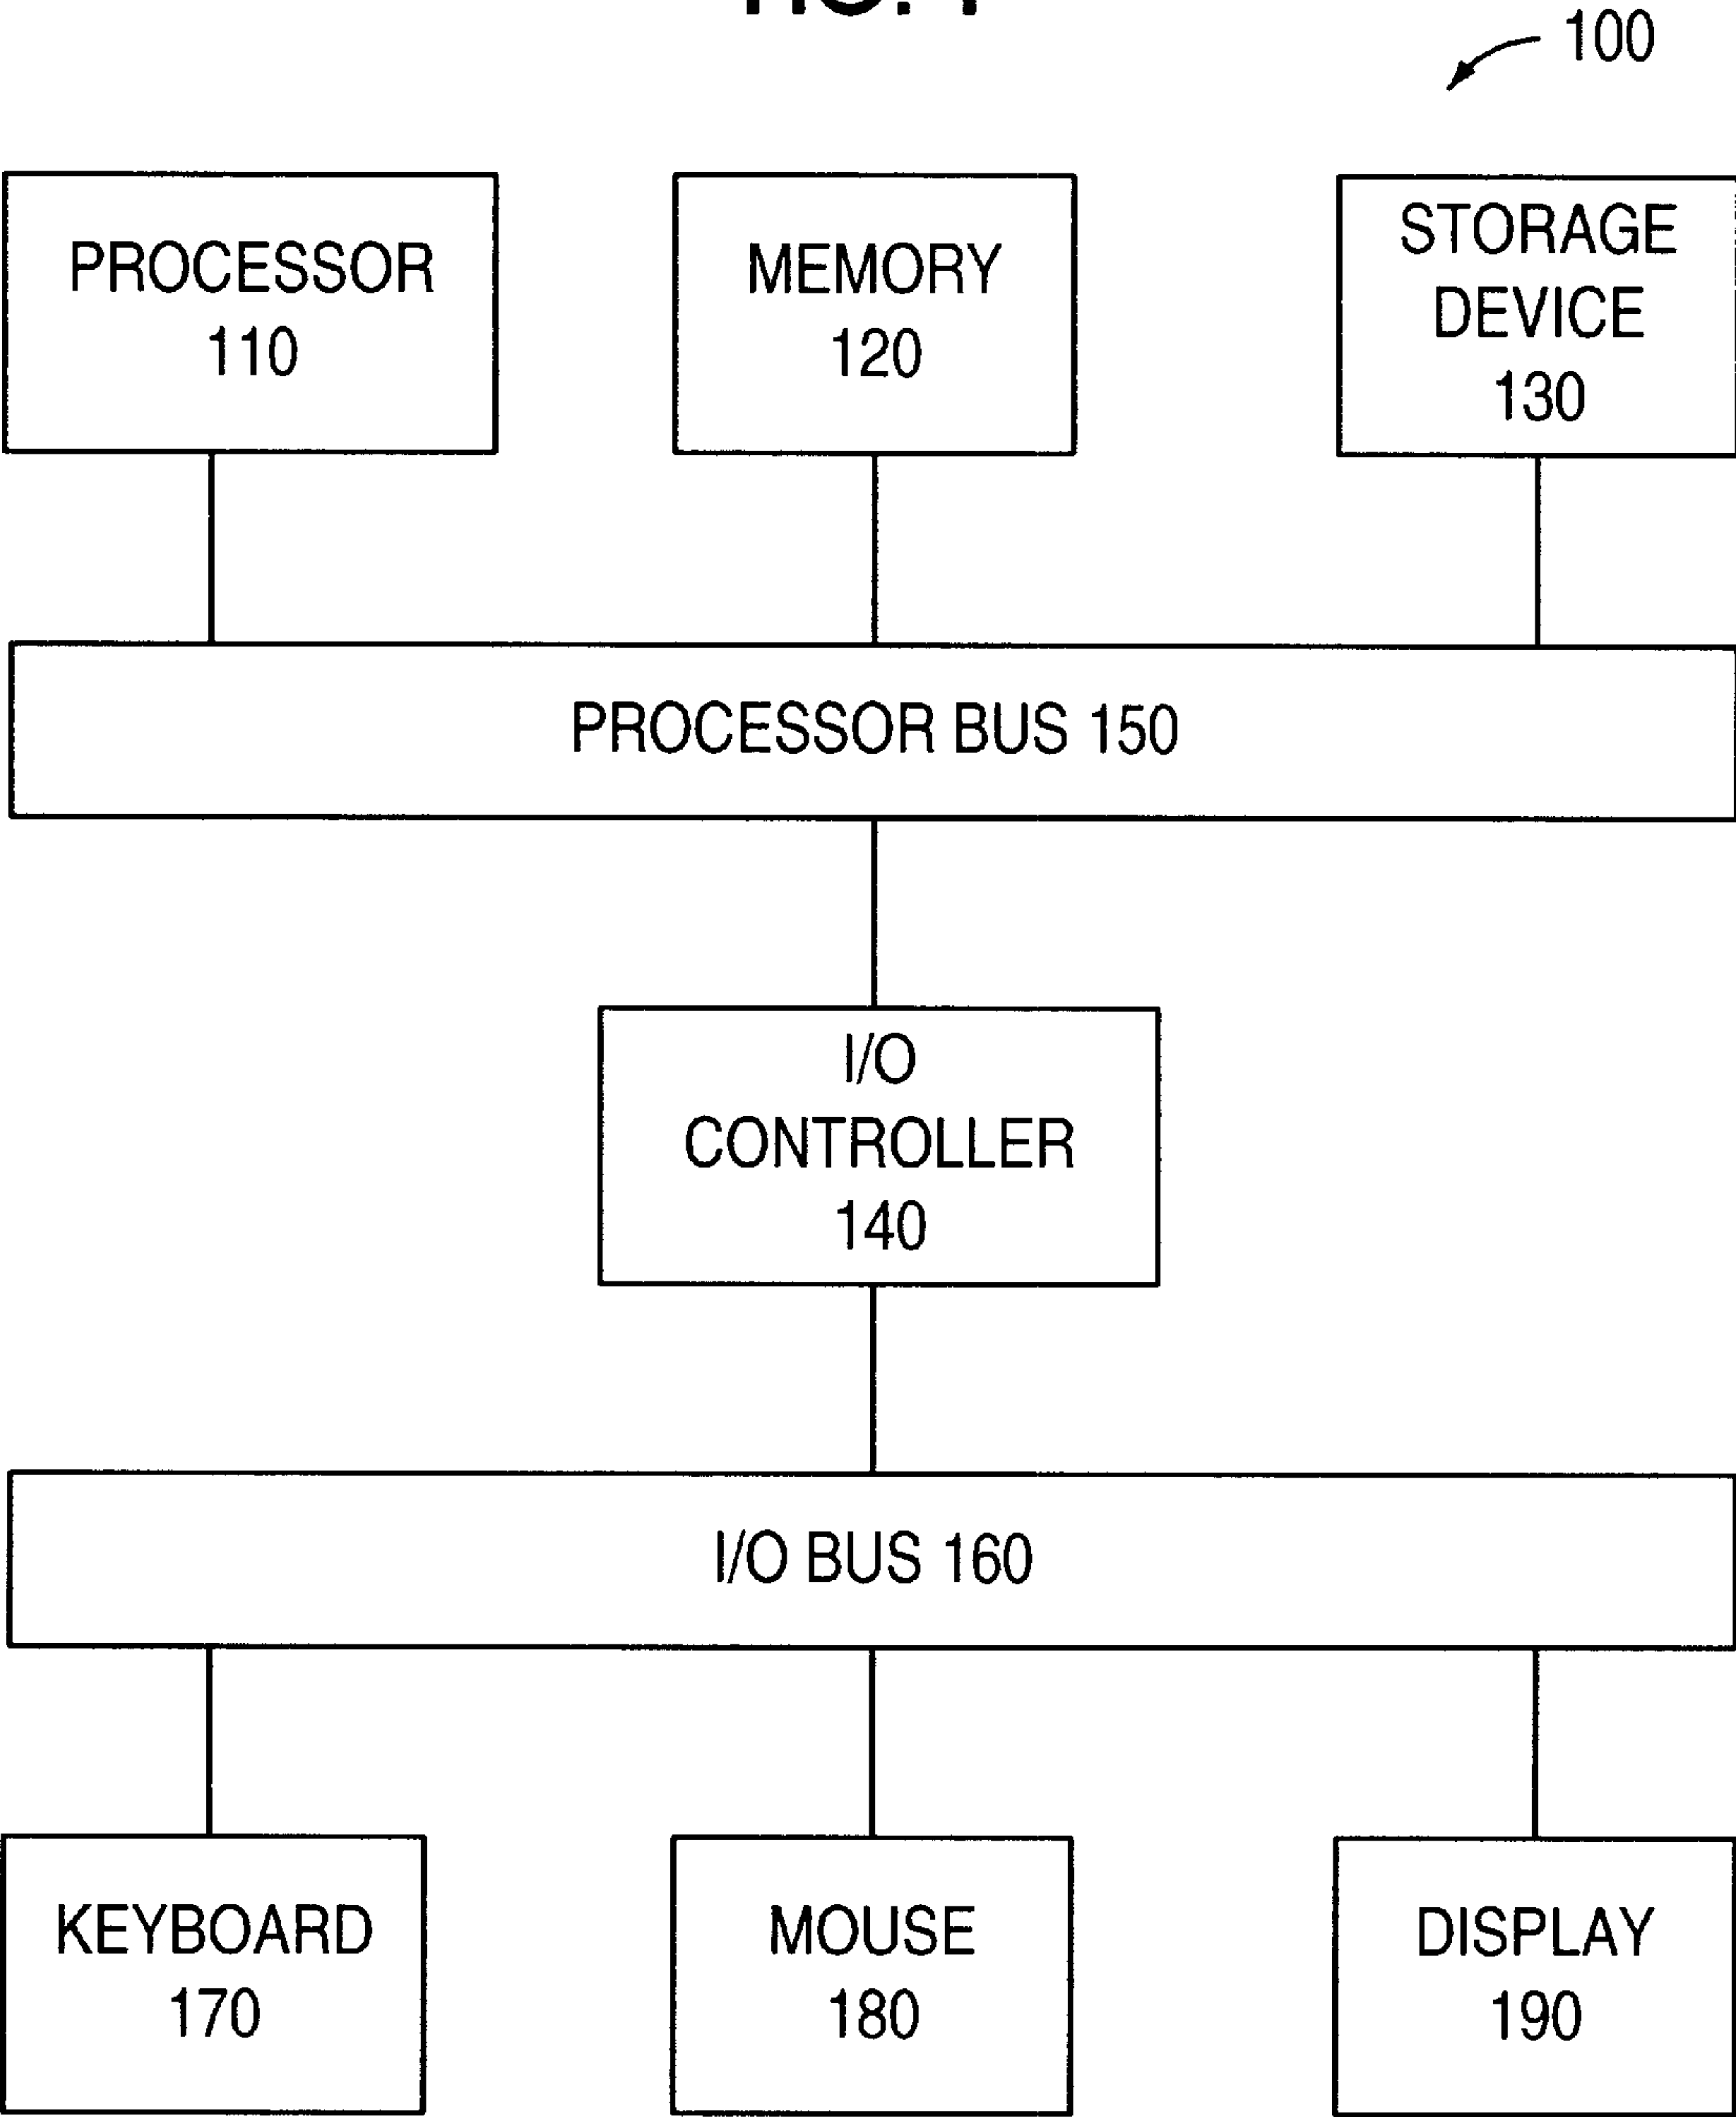 100
PROCESSOR
110
MEMORY
120
STORAGE
DEVICE
130
PROCESSOR BUS 150
I/O
CONTROLLER
140
I/O BUS 160
KEYBOARD
170
MOUSE
180
DISPLAY
190